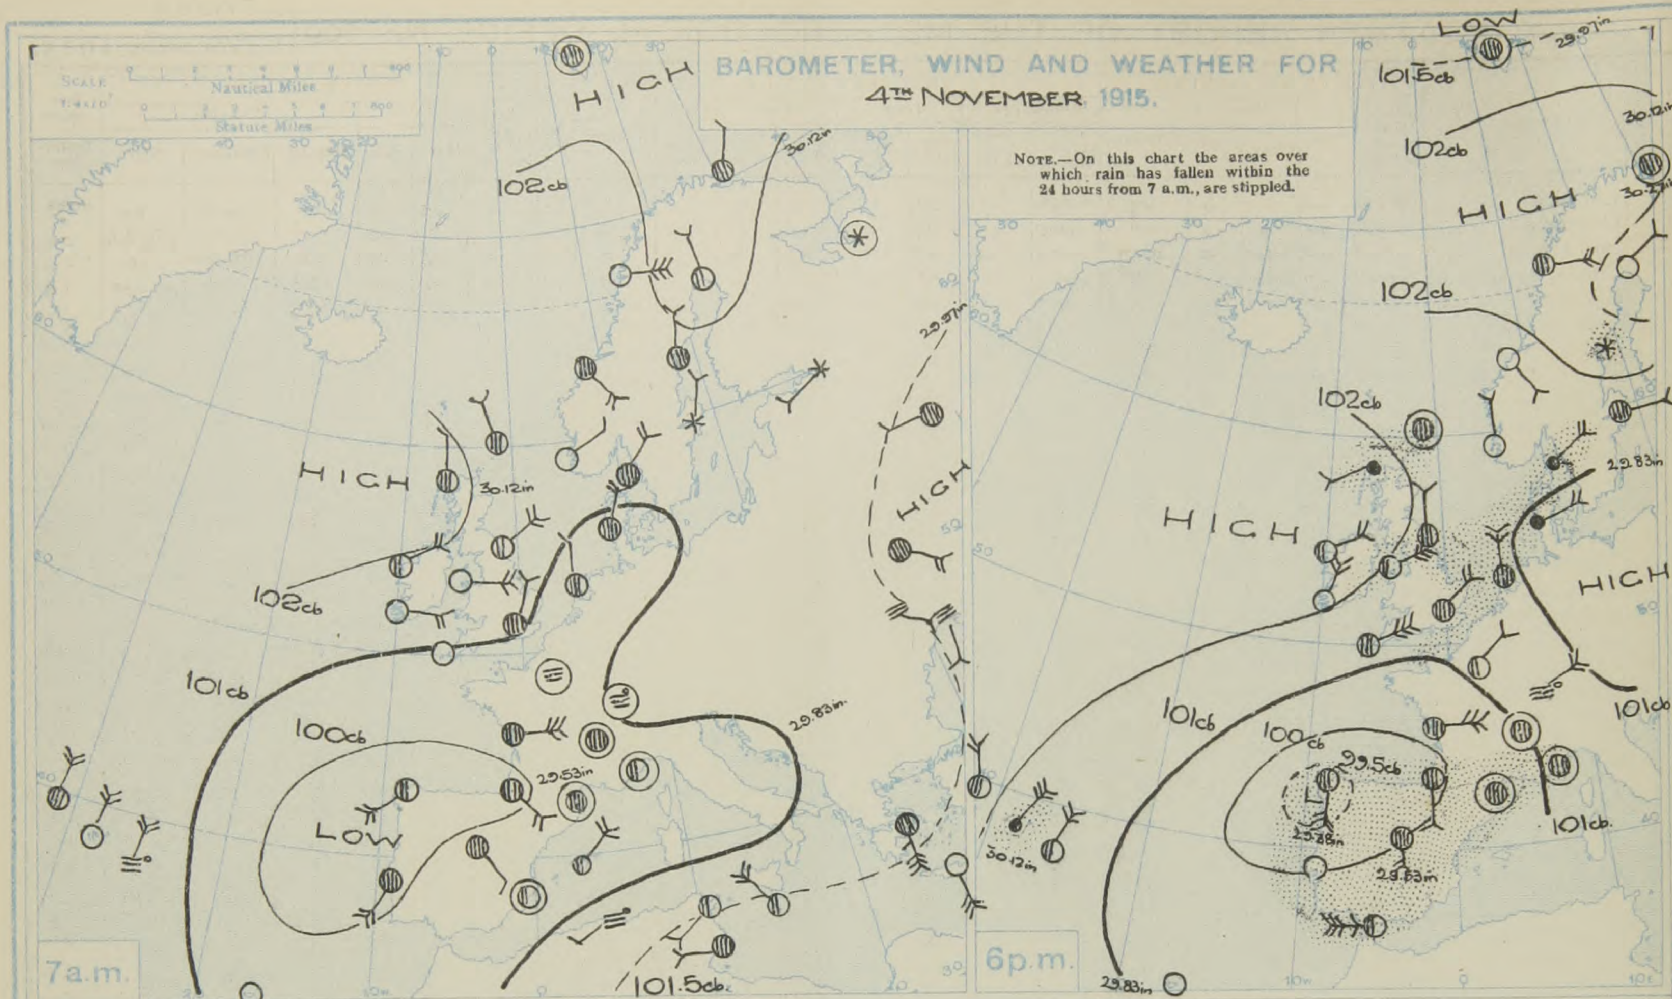 BAROMETER, WIND AND WEATHER FOR
4TH NOVEMBER 1915.
NOTE.—On this chart the areas over
which rain has fallen within the
24 hours from 7 a.m., are stippled.
SCALE
Nautical Miles
Statute Miles
HIGH
102cb
30.12in
29.97in
HIGH
30.12in
HIGH
102cb
101cb
100cb
29.53in
29.83in.
LOW
101.5cb.
7a.m.
LOW
29.97in
101.5cb
30.12in
102cb
30.27in
HIGH
102cb
102cb
29.83in
HIGH
HIGH
101cb
101cb
100cb
99.5cb
L
29.38in
29.53in
101cb.
30.12in
29.83in
6p.m.